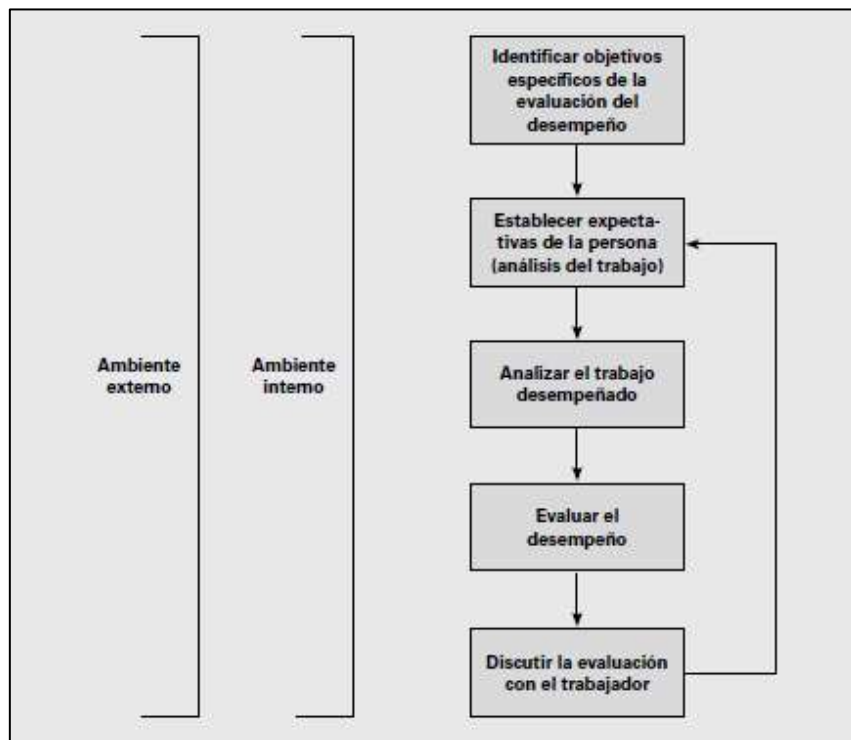 Identificar objetivos
específicos de la
evaluación del
desempeño
Establecer expecta-
tivas de la persona
(análisis del trabajo)
Ambiente
externo
Ambiente
interno
Analizar el trabajo
desempeñado
Evaluar el
desempeño
Discutir la evaluación
con el trabajador